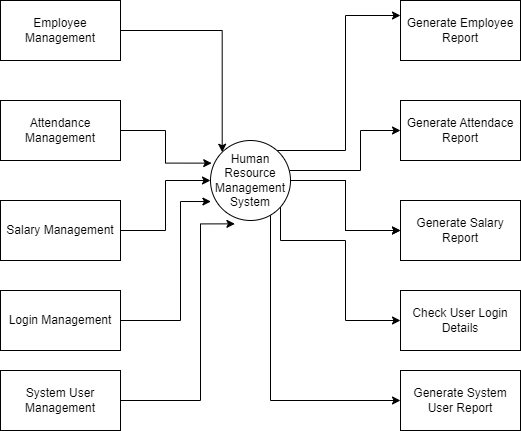 Employee
Management
Attendance
Management
Salary Management
Login Management
System User
Management
Human
Resource
Management
System
Generate Employee
Report
Generate Attendace
Report
Generate Salary
Report
Check User Login
Details
Generate System
User Report